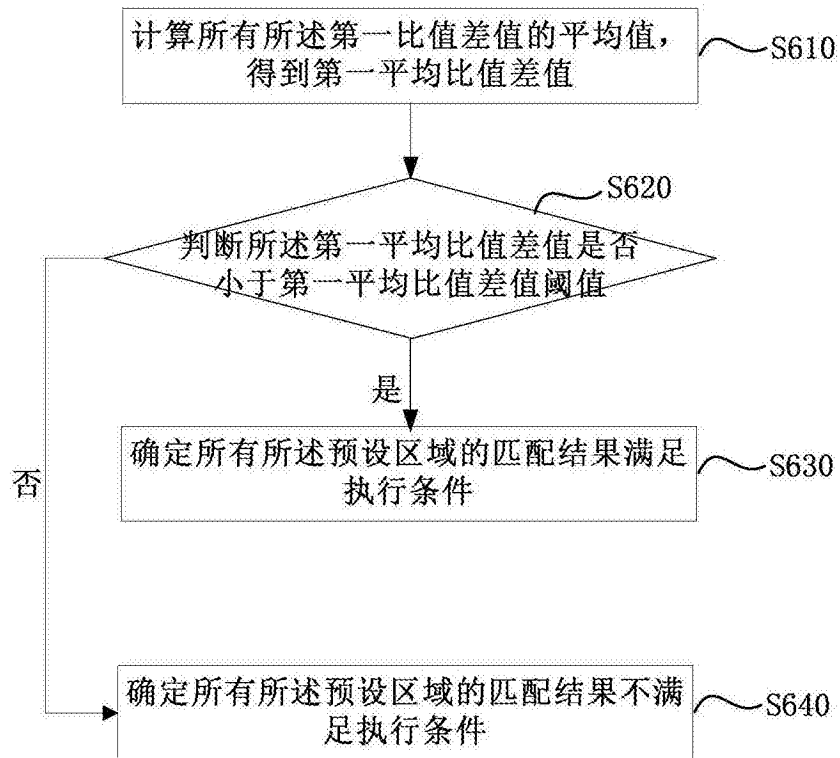 计算所有所述第一比值差值的平均值，
得到第一平均比值差值
S610
S620
判断所述第一平均比值差值是否
小于第一平均比值差值阈值
是
确定所有所述预设区域的匹配结果满足
执行条件
S630
否
确定所有所述预设区域的匹配结果不满
足执行条件
S640